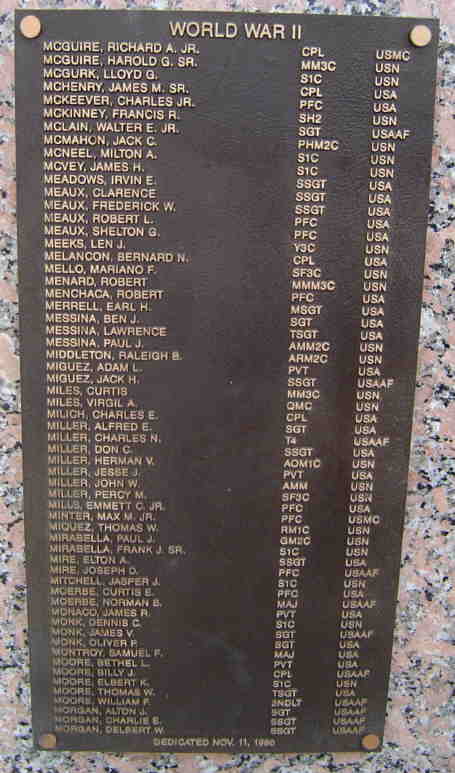 WORLD WAR II
MCGUIRE, RICHARD A. JR. CPL USMC
MCGUIRE, HAROLD G. SR. MM3C USN
MCGURK, LLOYD G. S1C USN
MCHENRY, JAMES M. SR. CPL USA
MCKEEVER, CHARLES JR. PFC USA
MCKINNEY, FRANCIS R. SH2 USN
MCLAIN, WALTER E. JR. SGT USAAF
MCMAHON, JACK C. PHM2C USN
MCNEEL, MILTON A. S1C USN
MCVEY, JAMES H. S1C USN
MEADOWS, IRVIN E. SSGT USA
MEAUX, CLARENCE SSGT USA
MEAUX, FREDERICK W. SSGT USA
MEAUX, ROBERT L. PFC USA
MEAUX, SHELTON G. PFC USA
MEEKS, LEN J. Y3C USN
MELANCON, BERNARD N. CPL USA
MELLO, MARIANO F. SF3C USN
MENARD, ROBERT MMM3C USN
MENCHACA, ROBERT PFC USA
MERRELL, EARL H. MSGT USA
MESSINA, BEN J. SGT USA
MESSINA, LAWRENCE TSGT USA
MESSINA, PAUL J. AMM2C USN
MIDDLETON, RALEIGH B. ARM2C USN
MIGUEZ, ADAM L. PVT USA
MIGUEZ, JACK H. SSGT USAAF
MILES, CURTIS MM3C USN
MILES, VIRGIL A. QMC USN
MILICH, CHARLES E. CPL USA
MILLER, ALFRED E. SGT USA
MILLER, CHARLES N. T4 USAAF
MILLER, DON C. SSGT USA
MILLER, HERMAN V. AOM1C USN
MILLER, JESSE J. PVT USA
MILLER, JOHN W. AMM USN
MILLER, PERCY M. SF3C USN
MILLS, EMMETT C. JR. PFC USA
MINTER, MAX M. JR. PFC USMC
MIQUEZ, THOMAS W. RM1C USN
MIRABELLA, PAUL J. GM2C USN
MIRABELLA, FRANK J. SR. S1C USN
MIRE, ELTON A. SSGT USA
MIRE, JOSEPH D. PFC USAAF
MITCHELL, JASPER J. S1C USN
MOERBE, CURTIS E. PFC USA
MOERBE, NORMAN B. MAJ USAAF
MONACO, JAMES R. PVT USA
MONK, DENNIS C. S1C USN
MONK, JAMES V. SGT USAAF
MONK, OLIVER P. SGT USA
MONTROY, SAMUEL F. MAJ USA
MOORE, BETHEL L. PVT USA
MOORE, BILLY J. CPL USAAF
MOORE, ELBERT K. S1C USN
MOORE, THOMAS W. TSGT USA
MOORE, WILLIAM F. 2NDLT USAAF
MORGAN, ALTON J. SGT USAAF
MORGAN, CHARLIE E. SSGT USAAF
MORGAN, DELBERT W. SSGT USAAF
DEDICATED NOV. 11, 1990